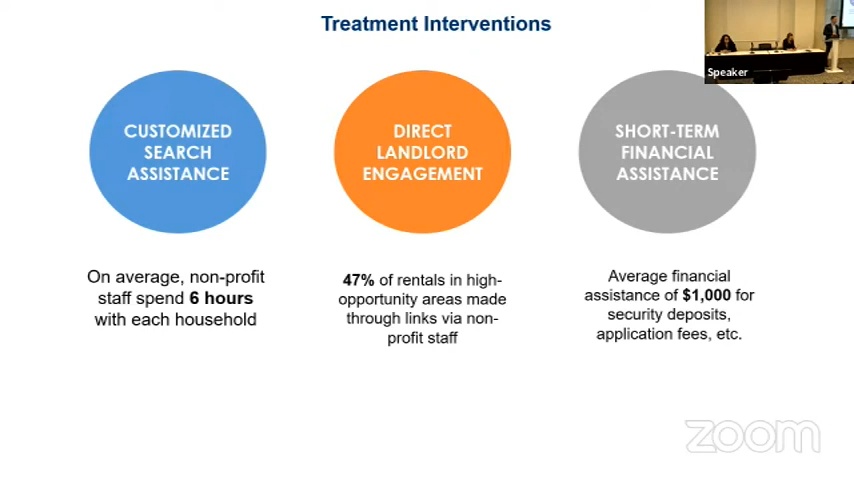 Treatment Interventions
Speaker
CUSTOMIZED
SEARCH
ASSISTANCE
DIRECT
LANDLORD
ENGAGEMENT
SHORT-TERM
FINANCIAL
ASSISTANCE
On average, non-profit
staff spend 6 hours
with each household
47% of rentals in high-
opportunity areas made
through links via non-
profit staff
Average financial
assistance of $1,000 for
security deposits,
application fees, etc.
zoom